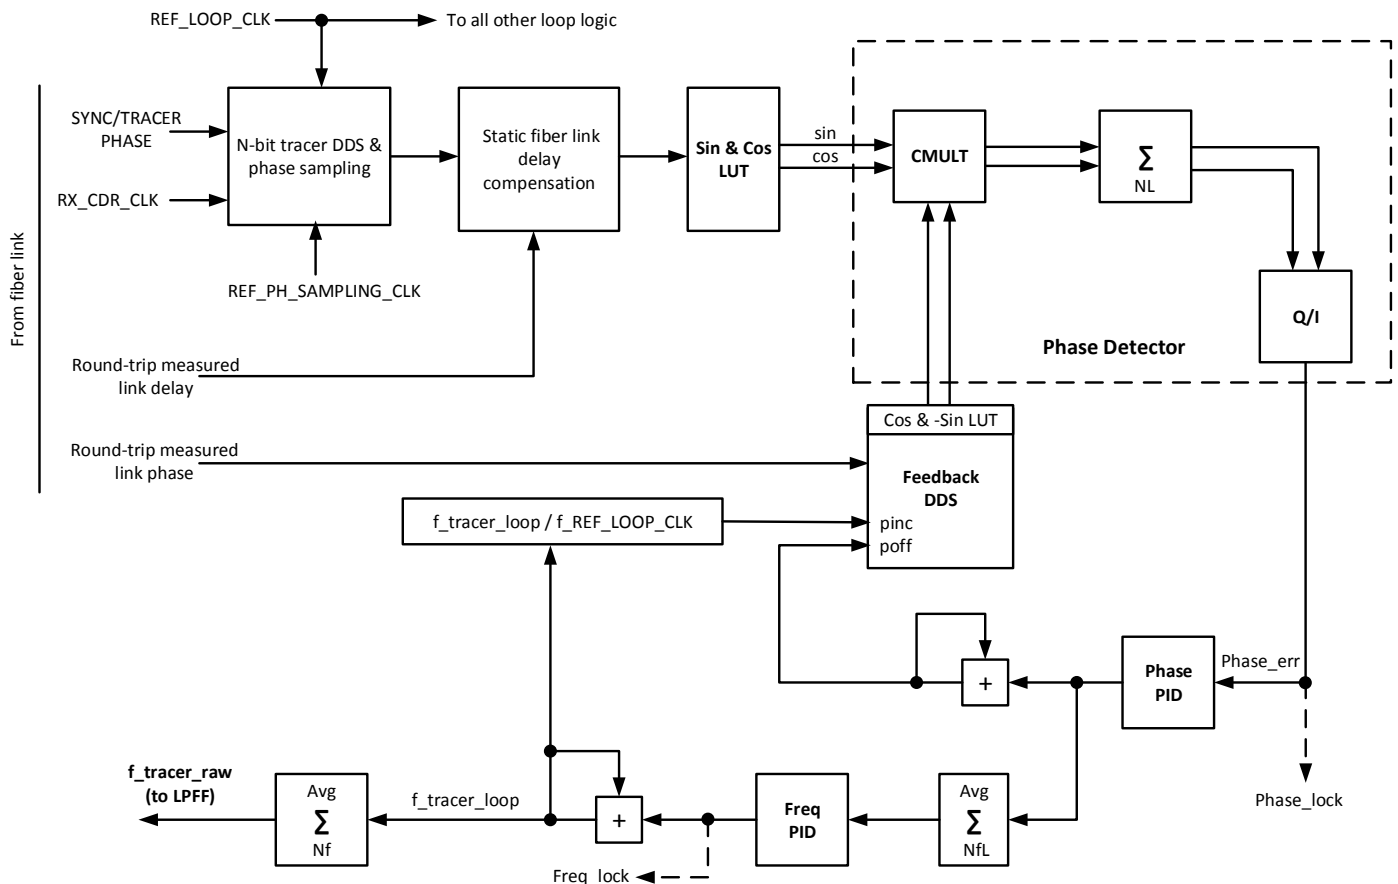 REF_LOOP_CLK
To all other loop logic
From fiber link
SYNC/TRACER
PHASE
RX_CDR_CLK
N-bit tracer DDS &
phase sampling
REF_PH_SAMPLING_CLK
Static fiber link
delay
compensation
Sin & Cos
LUT
sin
cos
CMULT
Σ
NL
Q/I
Phase Detector
Round-trip measured
link delay
Round-trip measured
link phase
Cos & -Sin LUT
Feedback
DDS
pinc
poff
f_tracer_loop / f_REF_LOOP_CLK
+
Phase
PID
Phase_err
Phase_lock
f_tracer_raw
(to LPFF)
Avg
Σ
Nf
f_tracer_loop
+
Freq_lock
Freq
PID
Avg
Σ
NfL